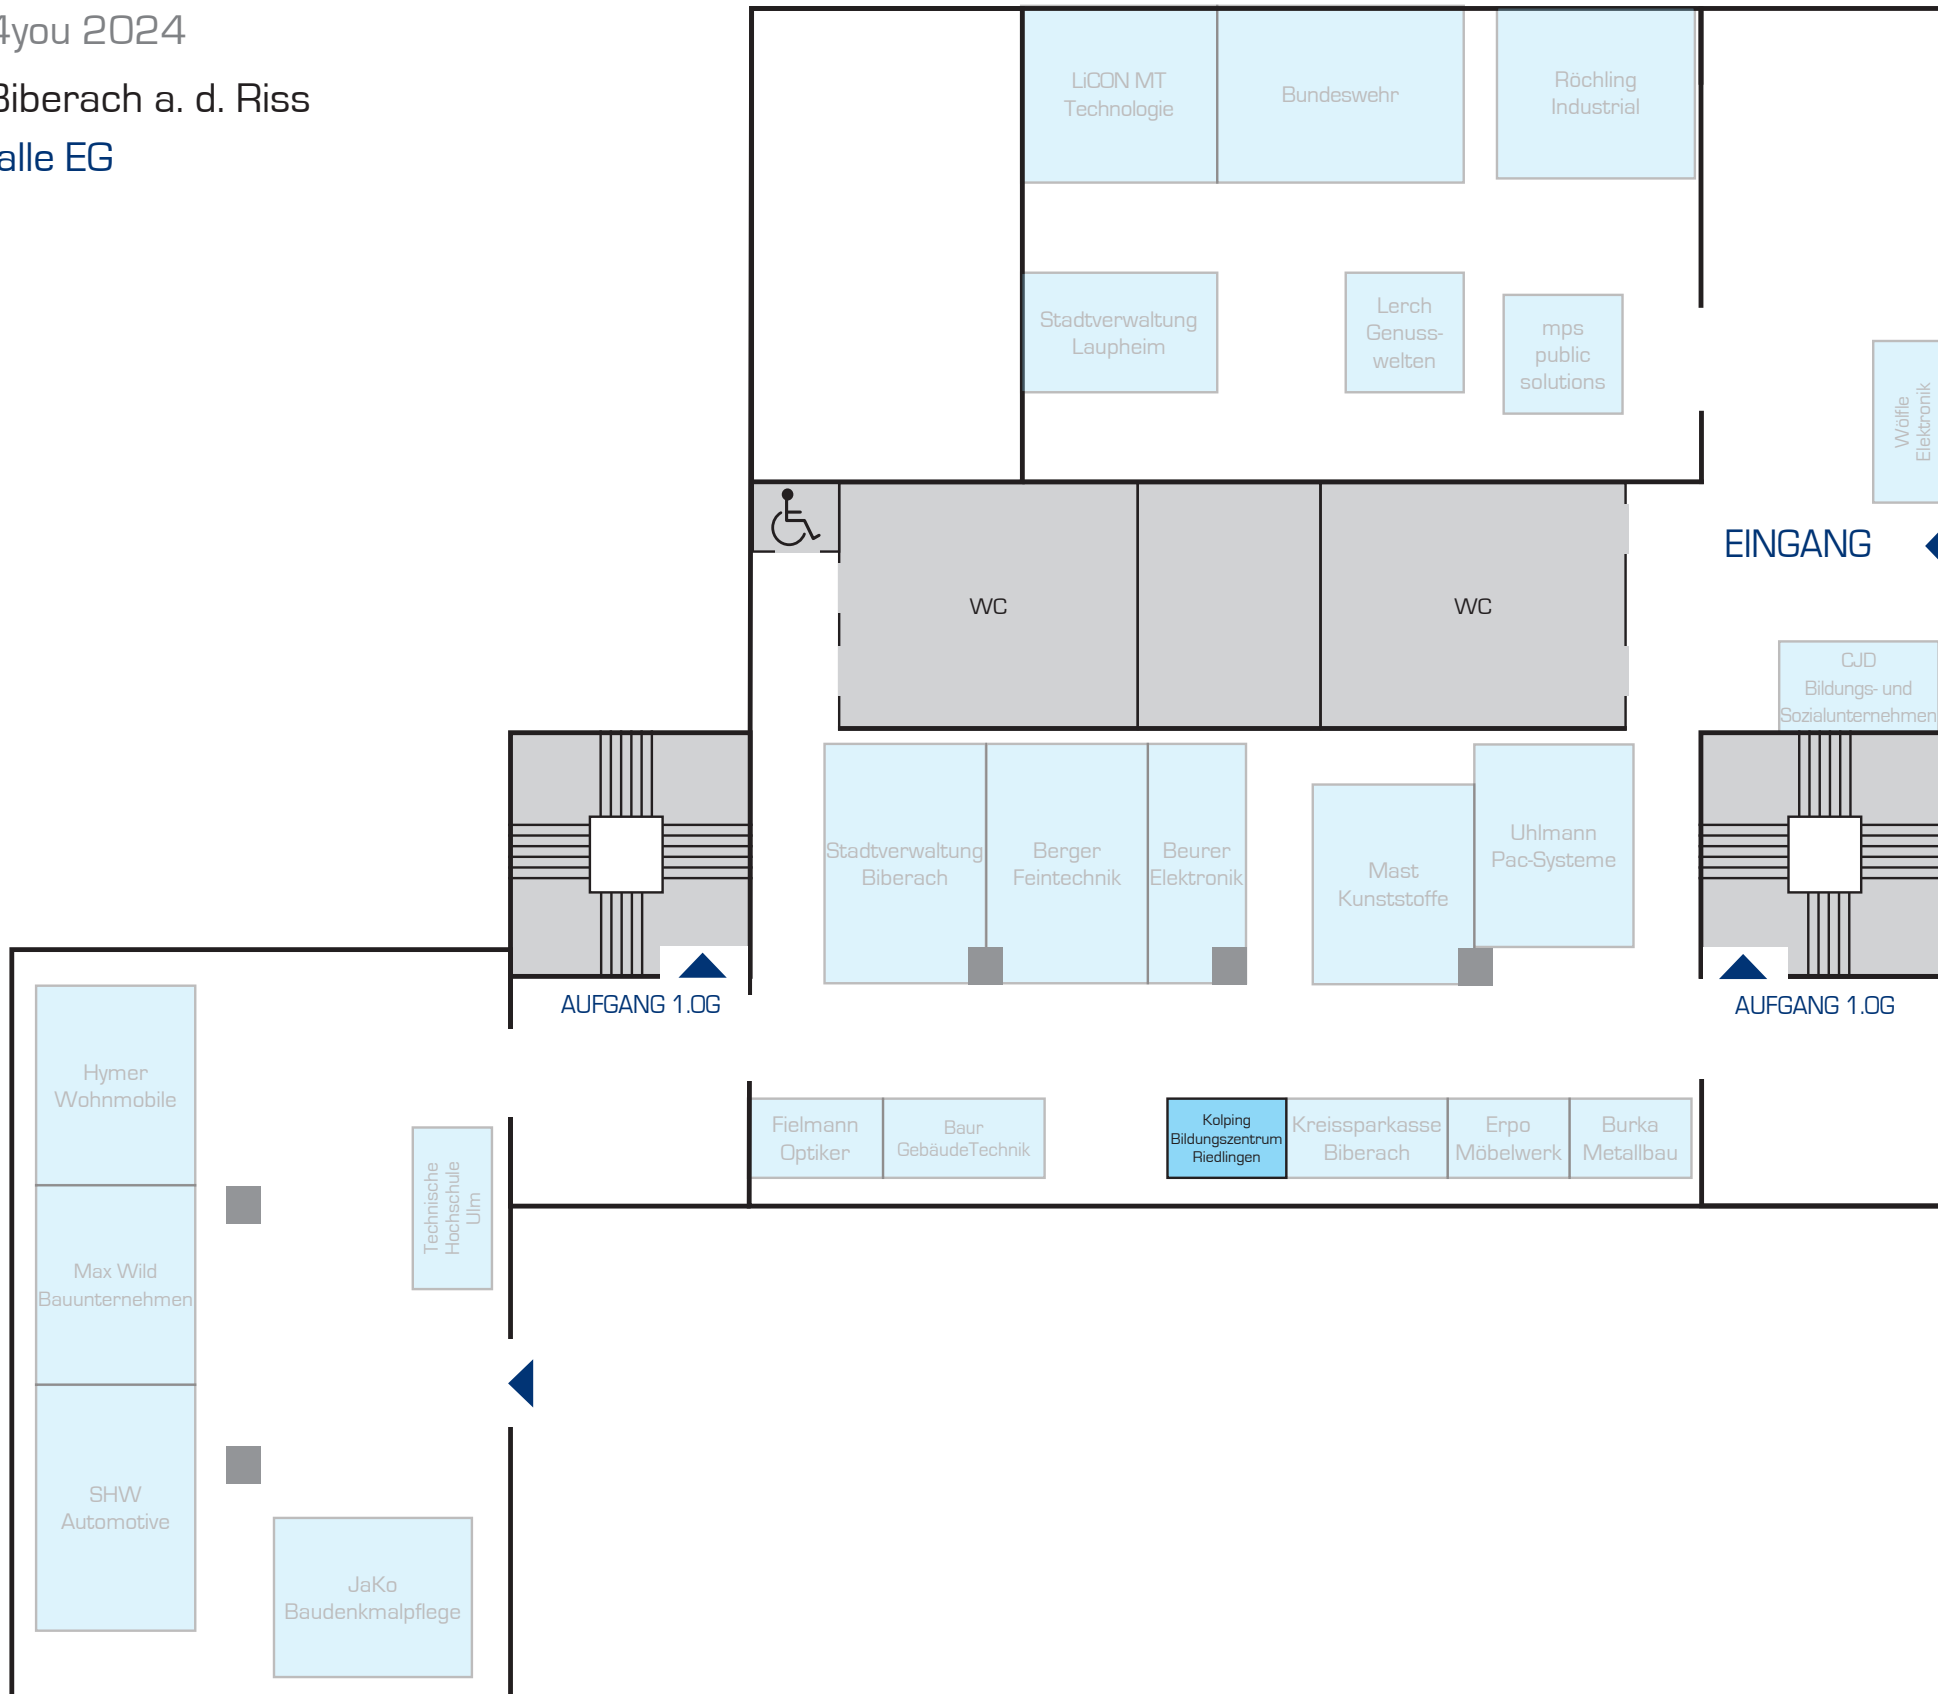 4you 2024
Biberach a. d. Riss
alle EG
LiCON MT
Technologie
Bundeswehr
Röchling
Industrial
Stadtverwaltung
Laupheim
Lerch
Genuss-
welten
mps
public
solutions
Wölfle
Elektronik
EINGANG
WC
WC
CJD
Bildungs- und
Sozialunternehmen
Stadtverwaltung
Biberach
Berger
Feintechnik
Beurer
Elektronik
Mast
Kunststoffe
Uhlmann
Pac-Systeme
AUFGANG 1.OG
AUFGANG 1.OG
Hymer
Wohnmobile
Technische
Hochschule
Ulm
Fielmann
Optiker
Baur
GebäudeTechnik
Kolping
Bildungszentrum
Riedlingen
Kreissparkasse
Biberach
Erpo
Möbelwerk
Burka
Metallbau
Max Wild
Bauunternehmen
SHW
Automotive
JaKo
Baudenkmalpflege